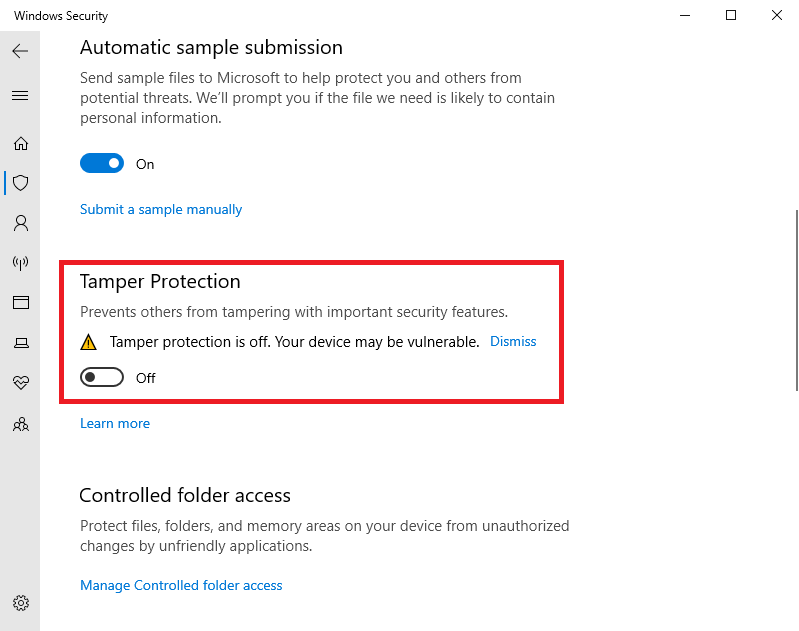 Windows Security
Automatic sample submission
Send sample files to Microsoft to help protect you and others from
potential threats. We’ll prompt you if the file we need is likely to contain
personal information.
On
Submit a sample manually
Tamper Protection
Prevents others from tampering with important security features.
Tamper protection is off. Your device may be vulnerable. Dismiss
Off
Learn more
Controlled folder access
Protect files, folders, and memory areas on your device from unauthorized
changes by unfriendly applications.
Manage Controlled folder access